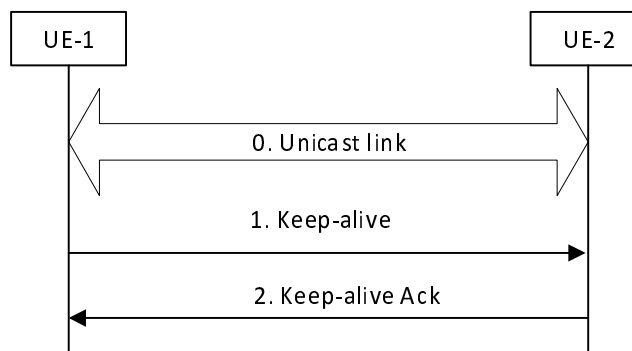 UE-1
UE-2
0. Unicast link
1. Keep-alive
2. Keep-alive Ack